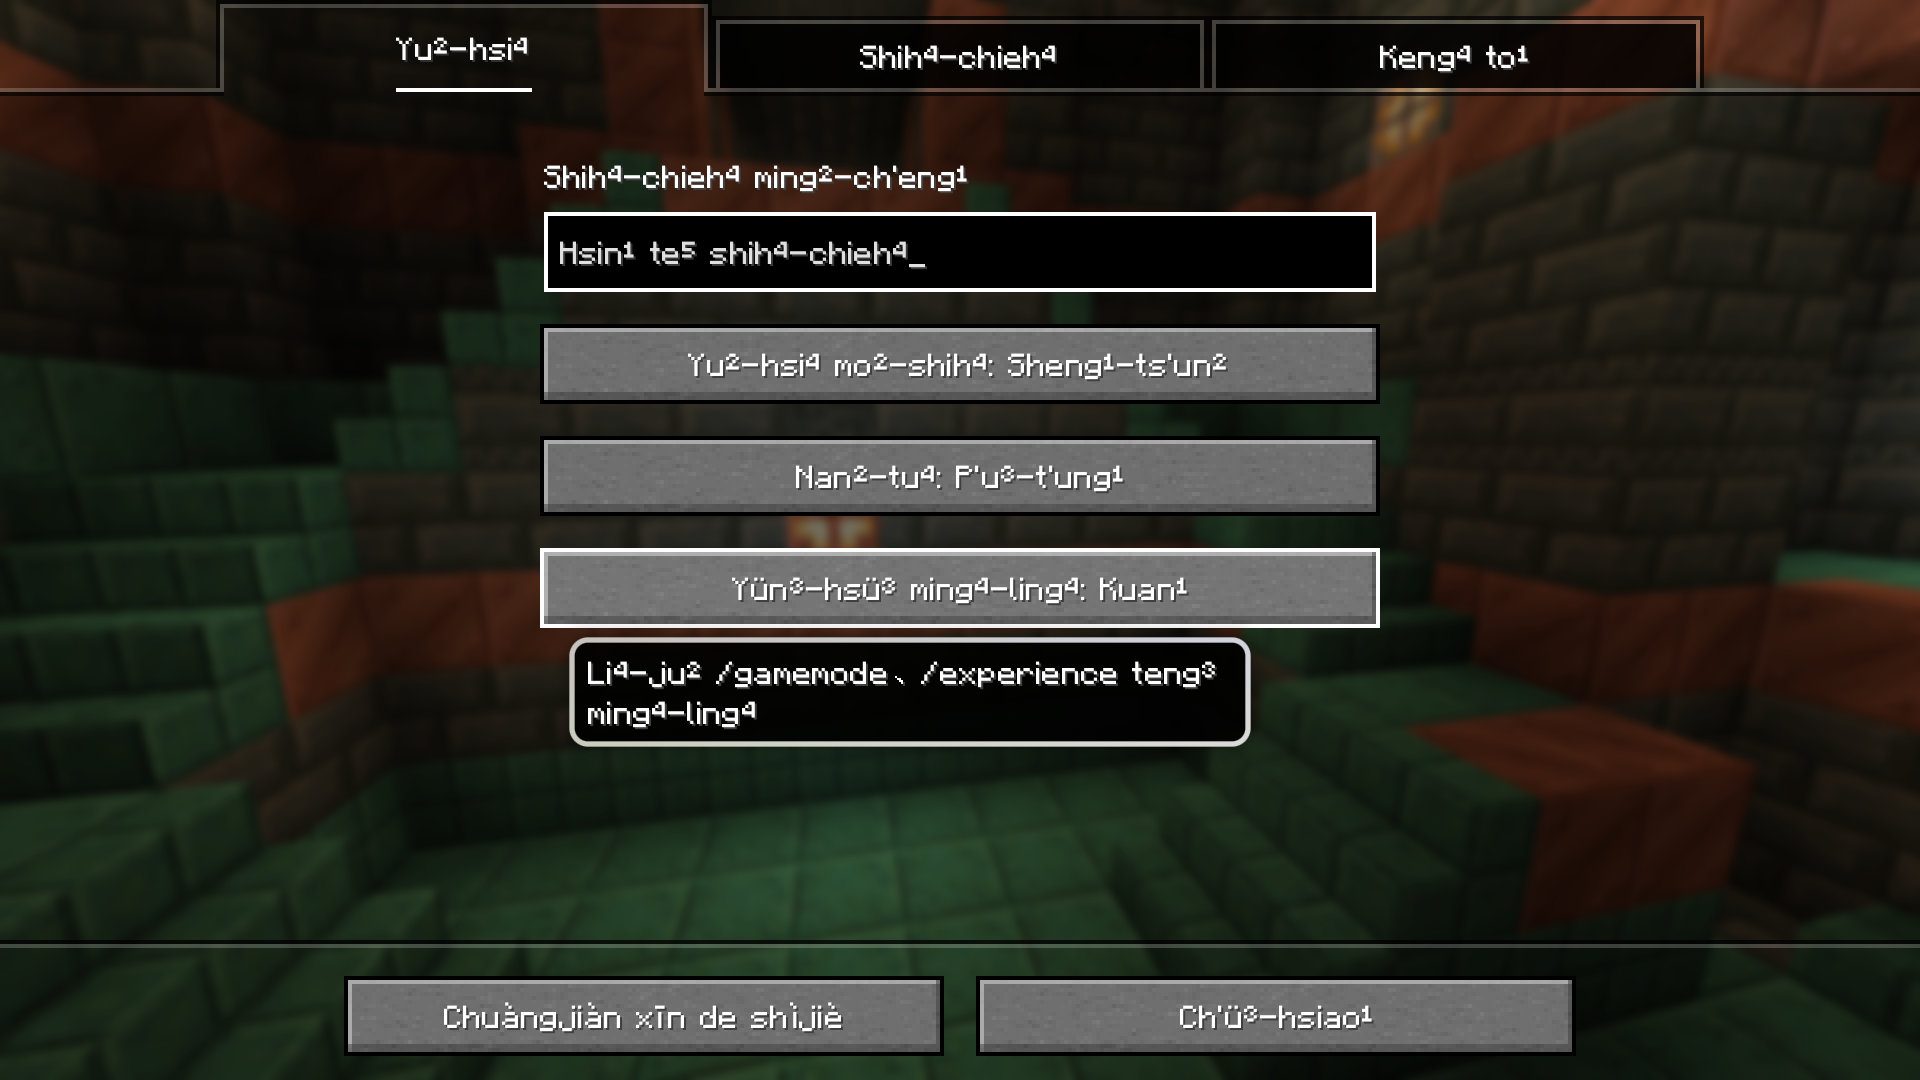 Yu²-hsi⁴
Shih⁴-chieh⁴
Keng⁴ to¹
Shih⁴-chieh⁴ ming²-ch'eng¹
Hsin¹ te⁵ shih⁴-chieh⁴_
Yu²-hsi⁴ mo²-shih⁴: Sheng¹-ts'un²
Nan²-tu⁴: P'u³-t'ung¹
Yün³-hsü³ ming⁴-ling⁴: Kuan¹
Li⁴-ju² /gamemode、/experience teng³
ming⁴-ling⁴
Chuàngjiàn xīn de shìjiè
Ch'ü³-hsiao¹